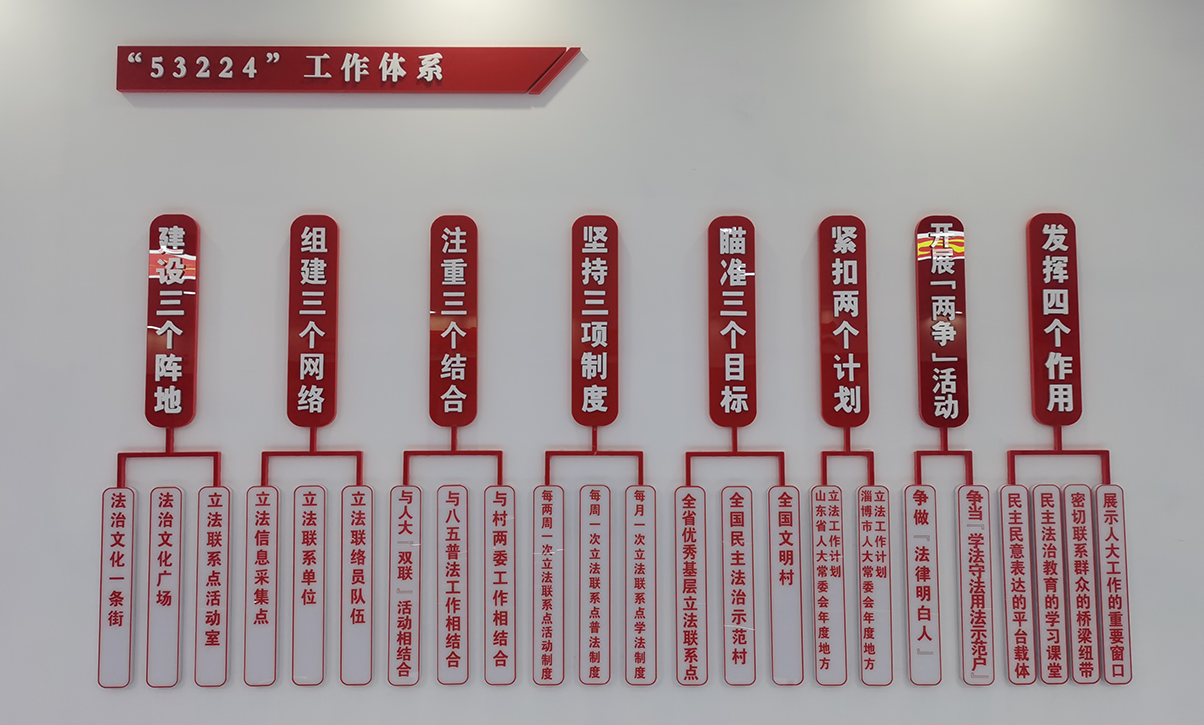 “53224”工作体系
建设三个阵地
组建三个网络
注重三个结合
坚持三项制度
瞄准三个目标
紧扣两个计划
开展「两争」活动
发挥四个作用
法治文化一条街
法治文化广场
立法联系点活动室
立法信息采集点
立法联系单位
立法联络员队伍
与人大『双联』活动相结合
与八五普法工作相结合
与村两委工作相结合
每两周一次立法联系点活动制度
每周一次立法联系点普法制度
每月一次立法联系点学法制度
全省优秀基层立法联系点
全国民主法治示范村
全国文明村
山东省人大常委会年度地方
立法工作计划
淄博市人大常委会年度地方
立法工作计划
争做『法律明白人』
争当『学法守法用法示范户』
民主民意表达的平台载体
民主法治教育的学习课堂
密切联系群众的桥梁纽带
展示人大工作的重要窗口